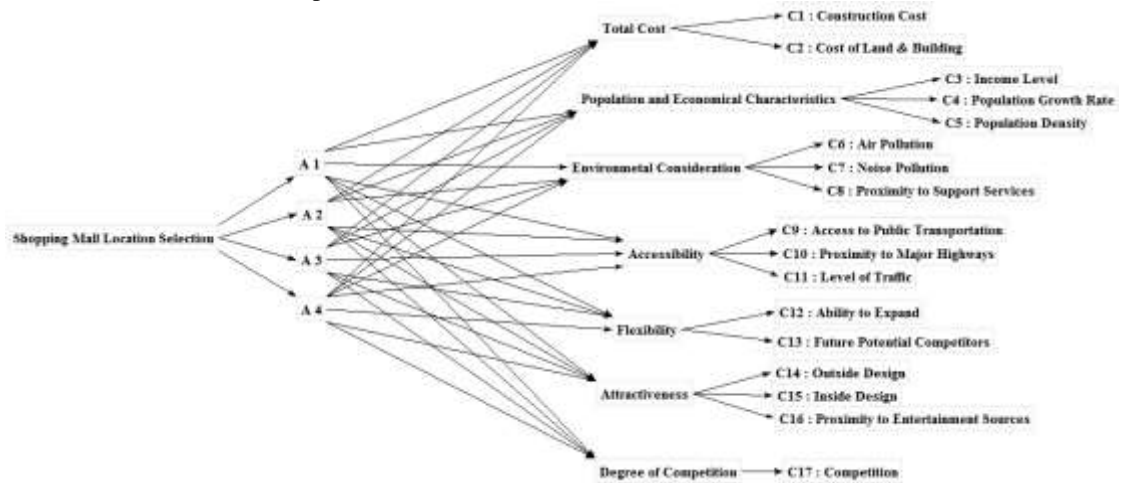 Shopping Mall Location Selection
A 1
A 2
A 3
A 4
Total Cost
C1 : Construction Cost
C2 : Cost of Land & Building
Population and Economical Characteristics
C3 : Income Level
C4 : Population Growth Rate
C5 : Population Density
Environmetal Consideration
C6 : Air Pollution
C7 : Noise Pollution
C8 : Proximity to Support Services
Accessibility
C9 : Access to Public Transportation
C10 : Proximity to Major Highways
C11 : Level of Traffic
Flexibility
C12 : Ability to Expand
C13 : Future Potential Competitors
Attractiveness
C14 : Outside Design
C15 : Inside Design
C16 : Proximity to Entertainment Sources
Degree of Competition
C17 : Competition